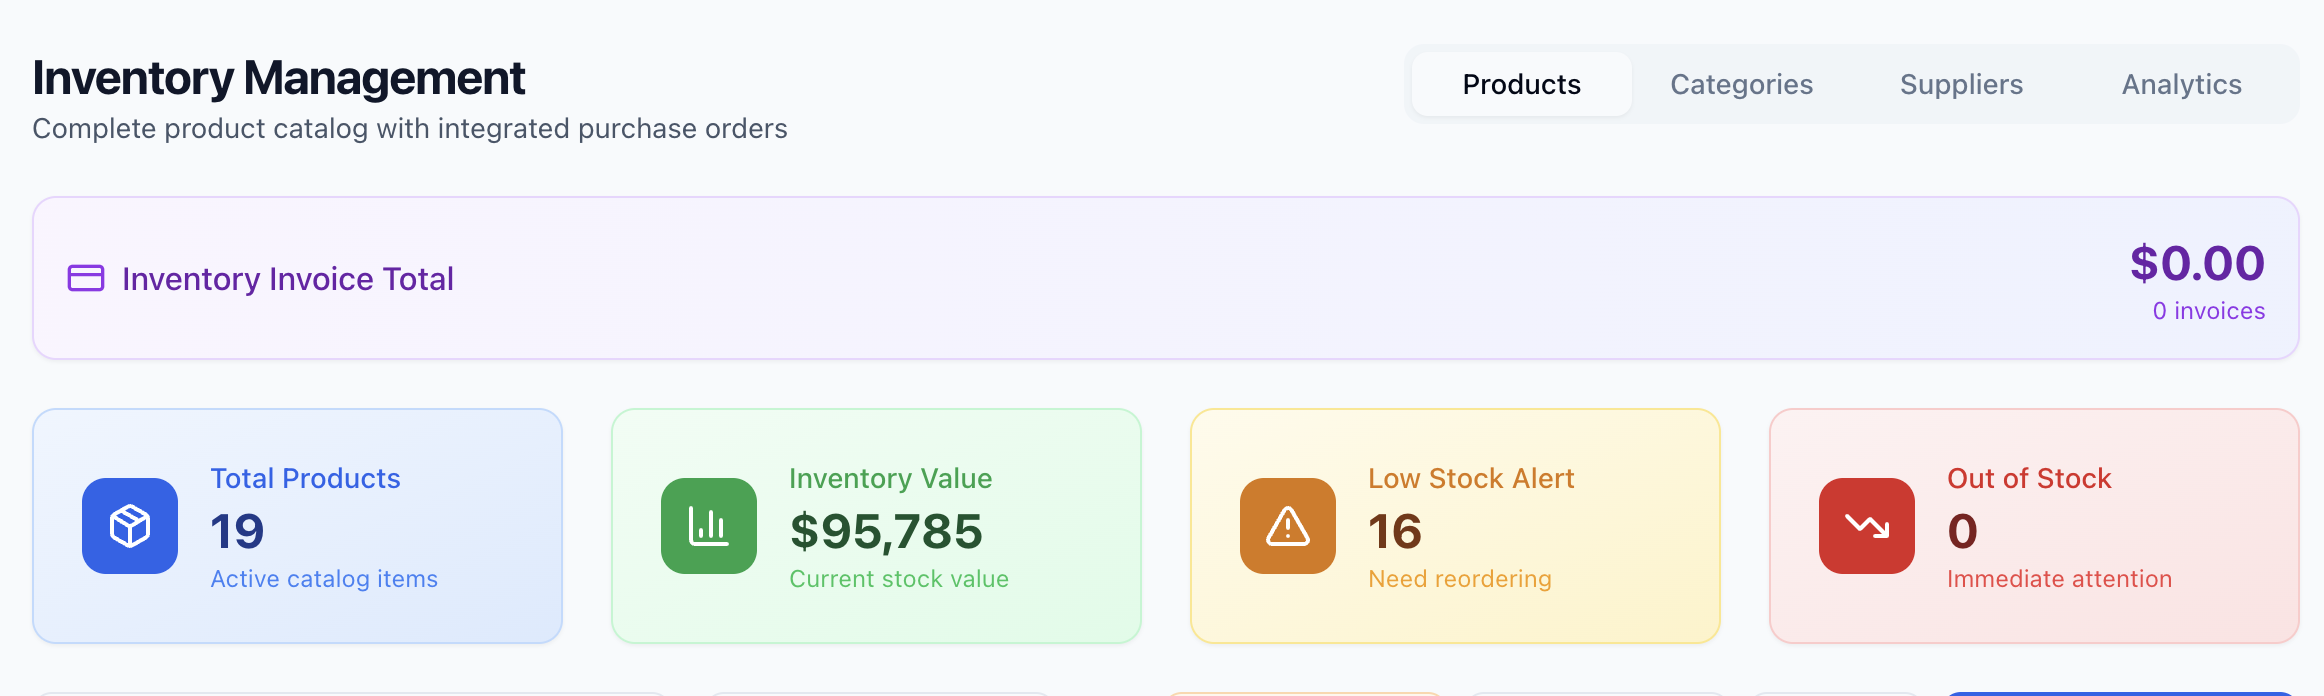 Inventory Management
Complete product catalog with integrated purchase orders
Products
Categories
Suppliers
Analytics
Inventory Invoice Total
$0.00
0 invoices
Total Products
19
Active catalog items
Inventory Value
$95,785
Current stock value
Low Stock Alert
16
Need reordering
Out of Stock
0
Immediate attention